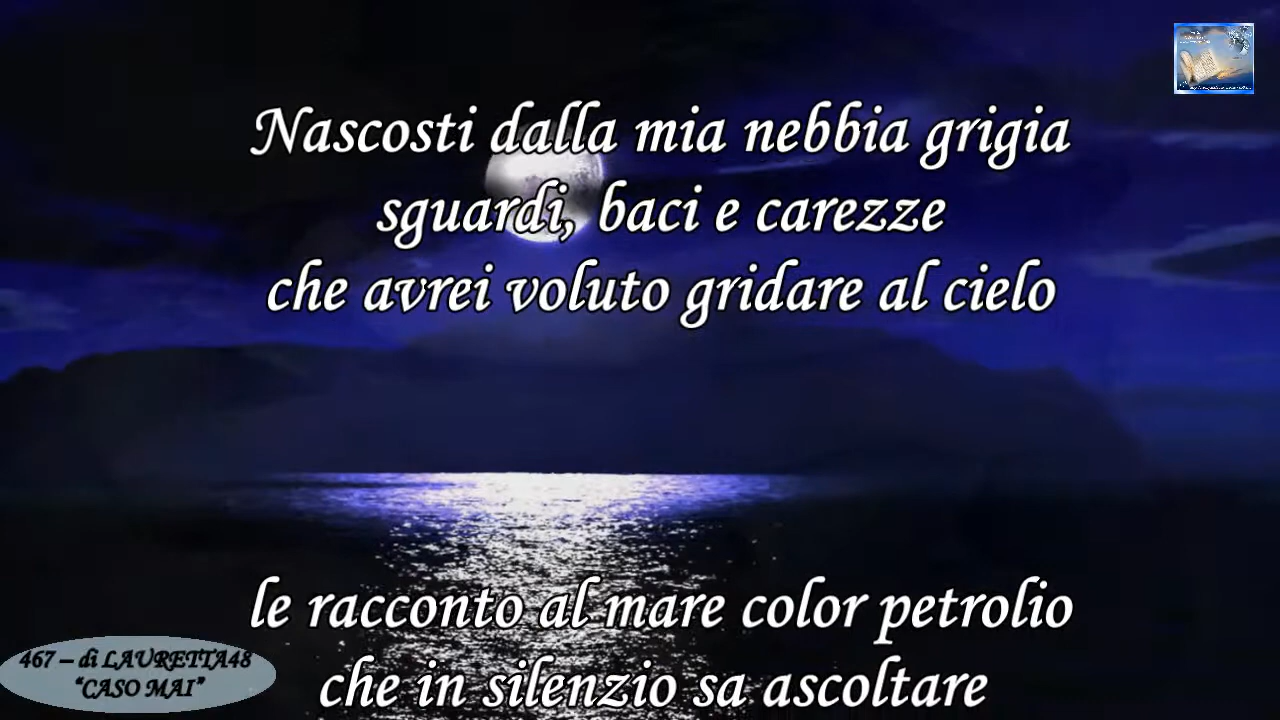 Nascosti dalla mia nebbia grigia
sguardi, baci e carezze
che avrei voluto gridare al cielo
le racconto al mare color petrolio
che in silenzio sa ascoltare
467 – di LAURETTA48
“CASO MAI”